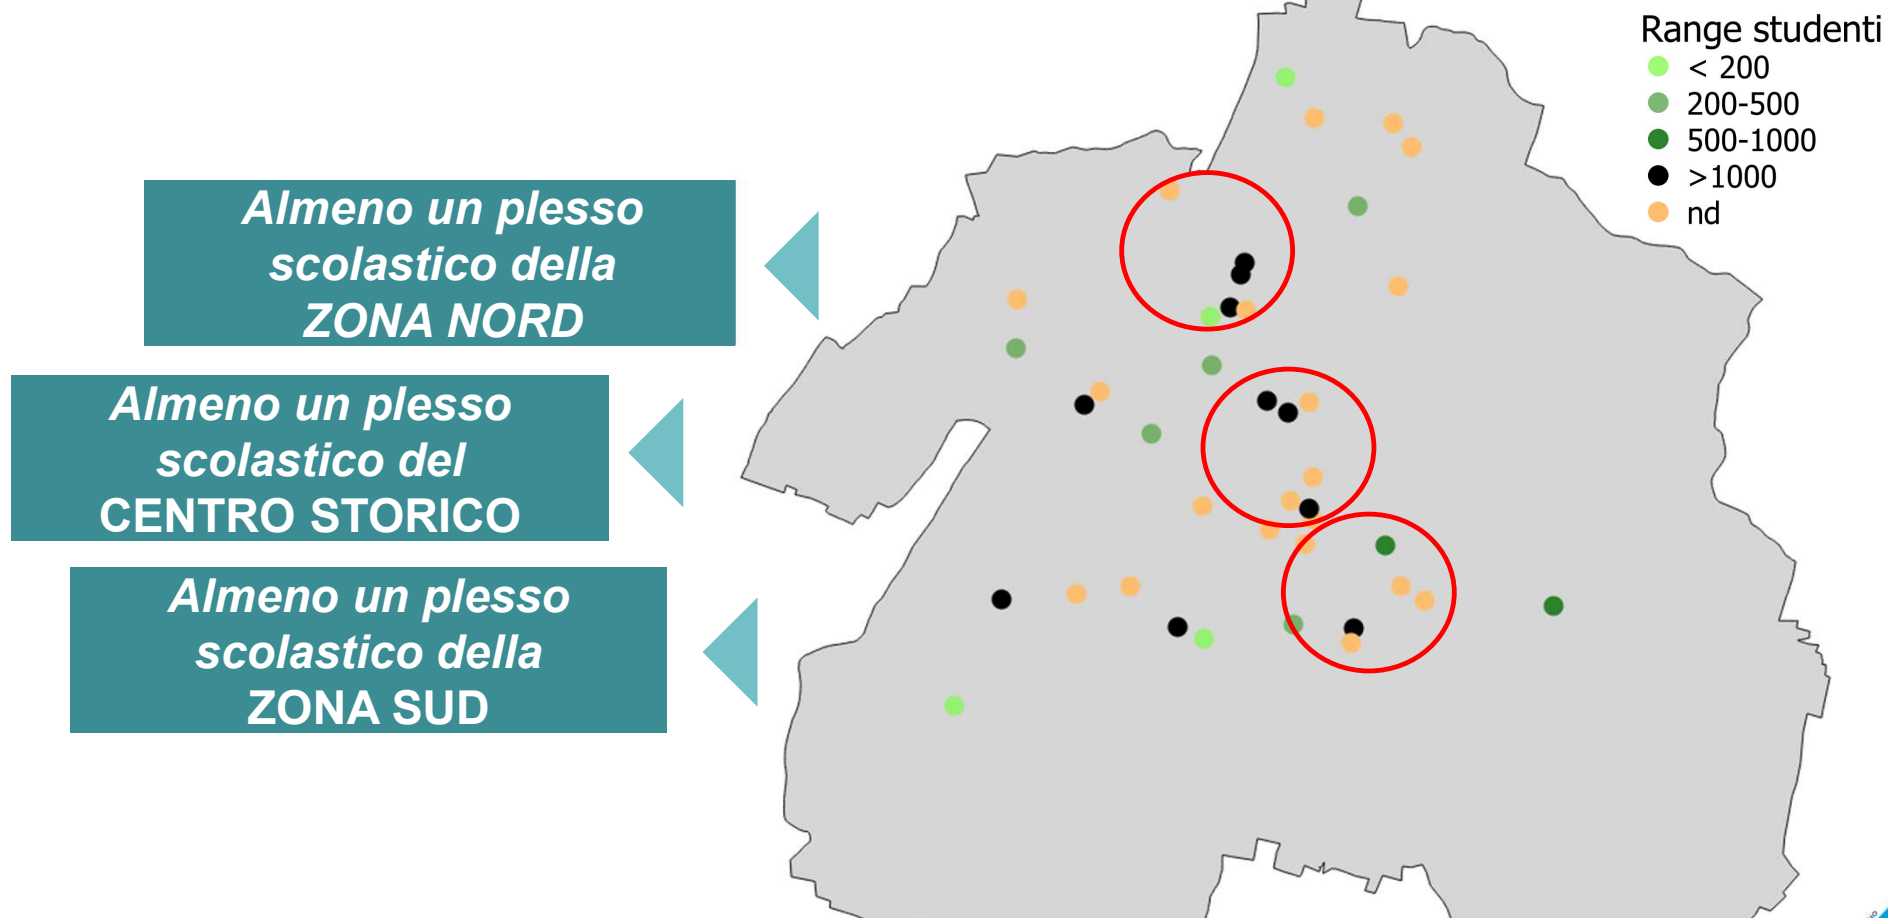 Almeno un plesso
scolastico della
ZONA NORD
Almeno un plesso
scolastico del
CENTRO STORICO
Almeno un plesso
scolastico della
ZONA SUD
Range studenti
< 200
200-500
500-1000
>1000
nd